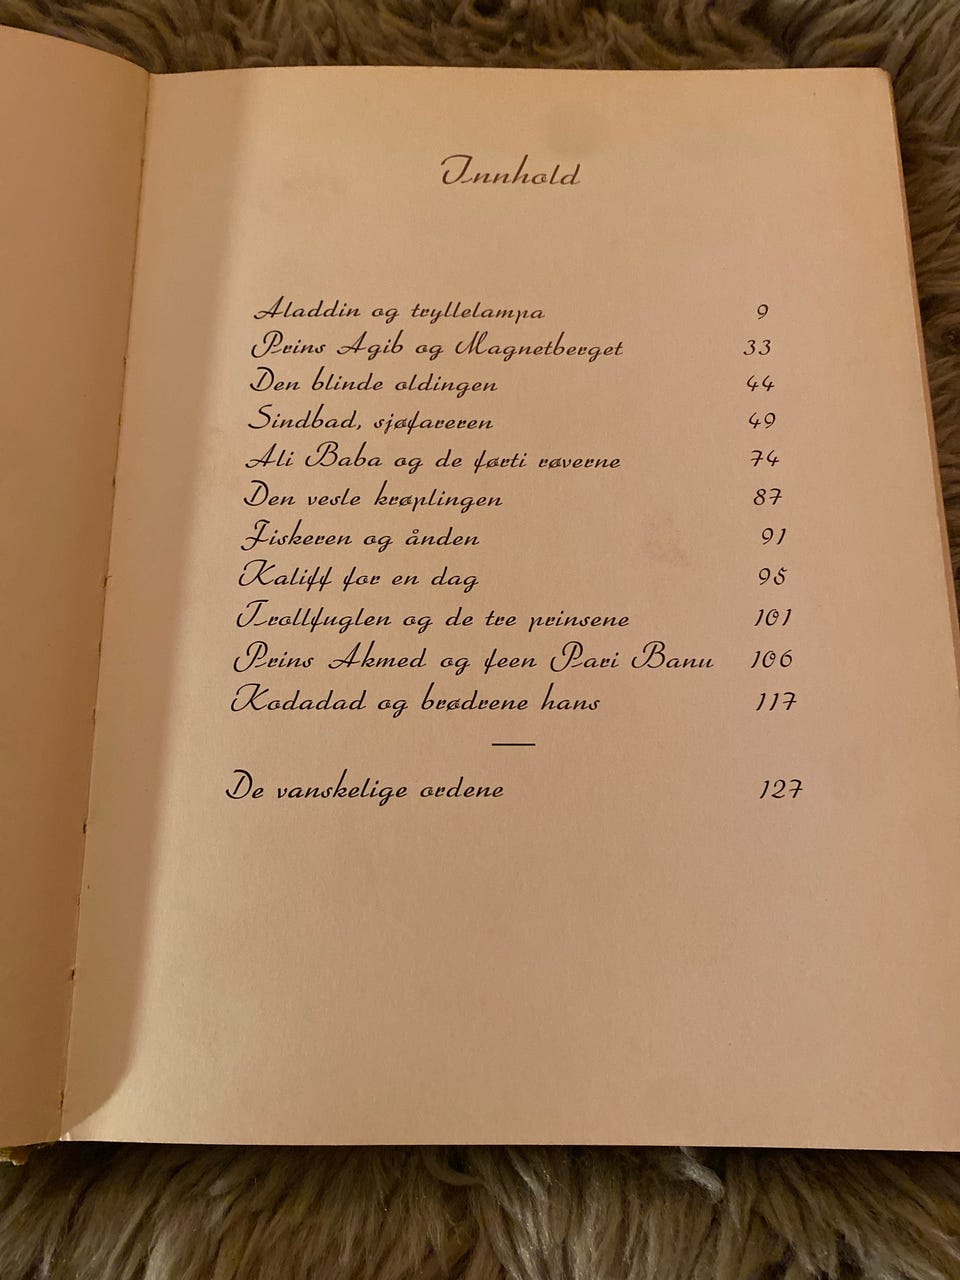 Innhold
Aladdin og tryllelampa 9
Prins Agib og Magnetberget 33
Den blinde oldingen 44
Sindbad, sjøfareren 49
Ali Baba og de førti røverne 74
Den vesle krøplingen 87
Fiskeren og ånden 91
Kaliff for en dag 95
Trollfuglen og de tre prinsene 101
Prins Akmed og feen Pari Banu 106
Kodadad og brødrene hans 117
De vanskelige ordene 127